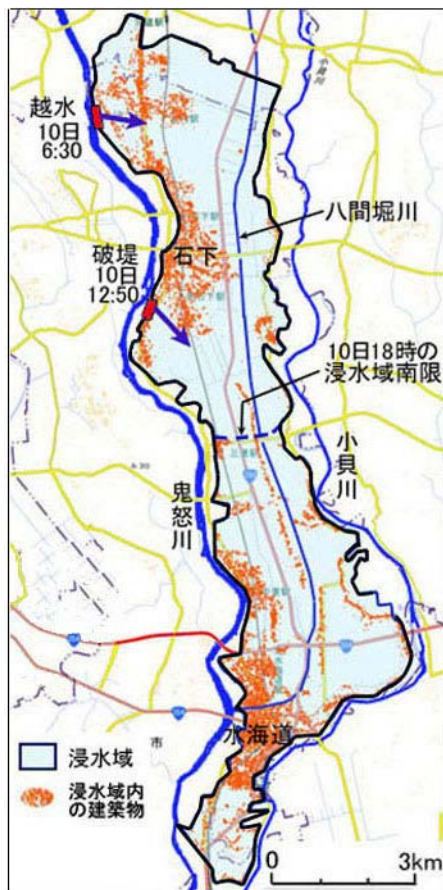 越水
10日
6:30
八間堀川
石下
破堤
10日
12:50
10日18時の
浸水域南限
小貝川
鬼怒川
水海道
市
浸水域
浸水域内
の建築物
0 3km